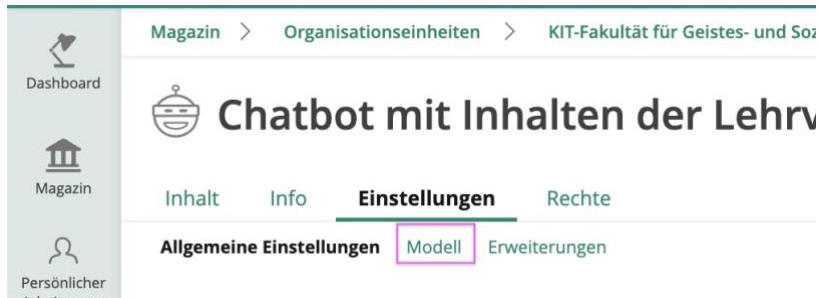 Magazin > Organisationseinheiten > KIT-Fakultät für Geistes- und Soz
Dashboard
Chatbot mit Inhalten der Lehrv
Magazin
Inhalt Info Einstellungen Rechte
Allgemeine Einstellungen Modell Erweiterungen
Persönlicher